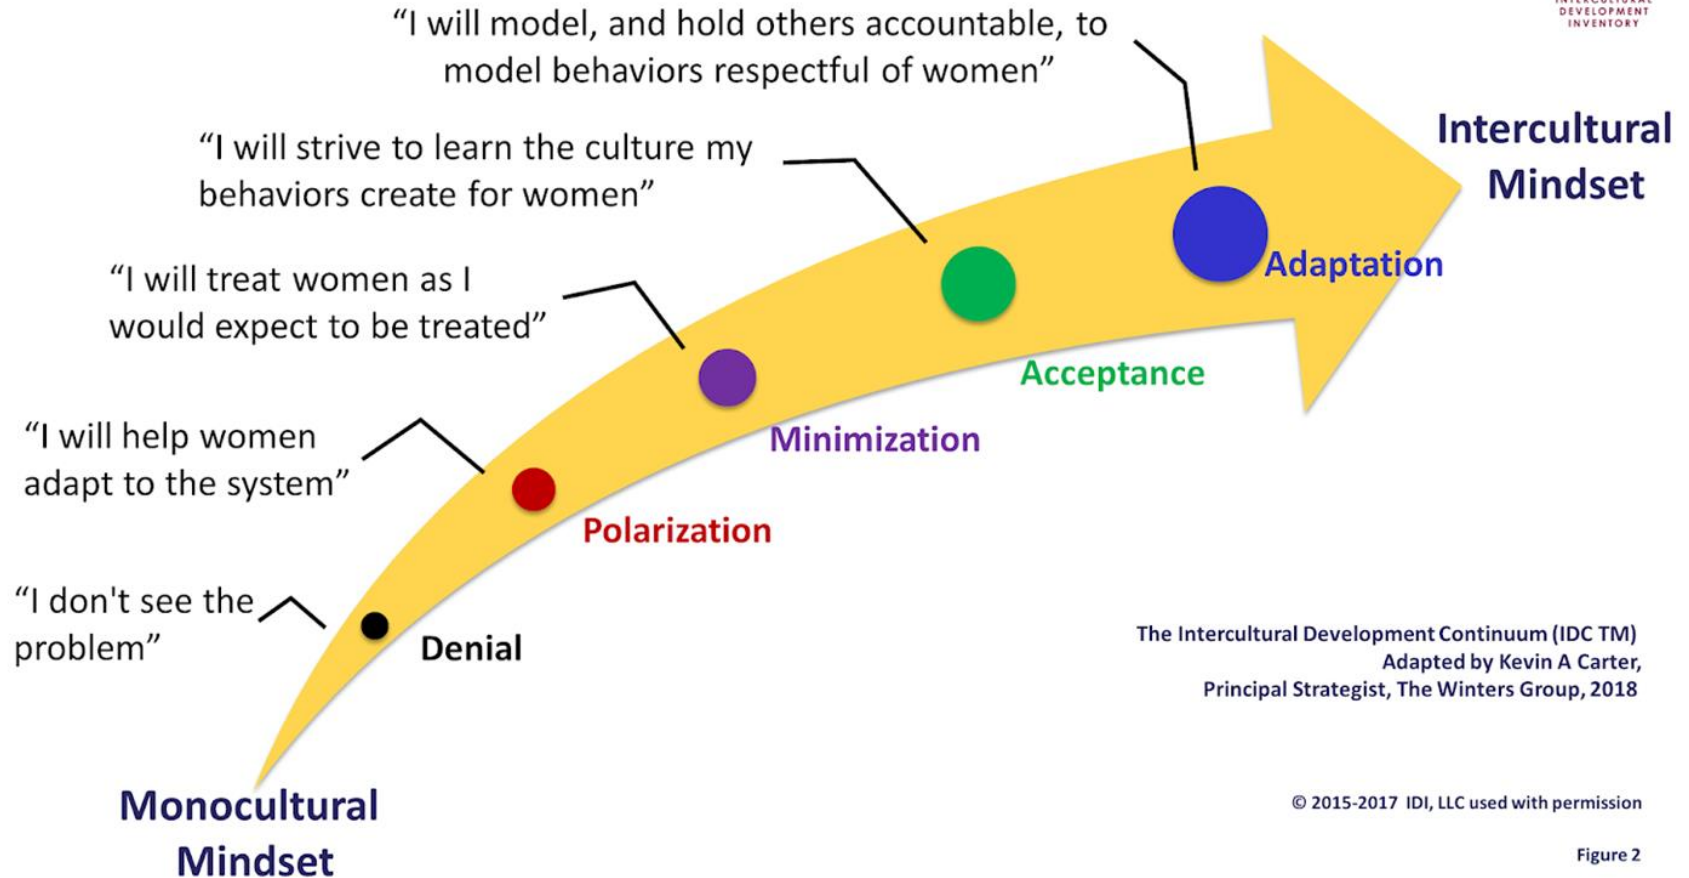 INTERCULTURAL
DEVELOPMENT
INVENTORY
“I will model, and hold others accountable, to
model behaviors respectful of women”
Intercultural
Mindset
“I will strive to learn the culture my
behaviors create for women”
Adaptation
“I will treat women as I
would expect to be treated”
Acceptance
Minimization
“I will help women
adapt to the system”
Polarization
“I don't see the
problem”
Denial
The Intercultural Development Continuum (IDC TM)
Adapted by Kevin A Carter,
Principal Strategist, The Winters Group, 2018
Monocultural
Mindset
© 2015-2017 IDI, LLC used with permission
Figure 2